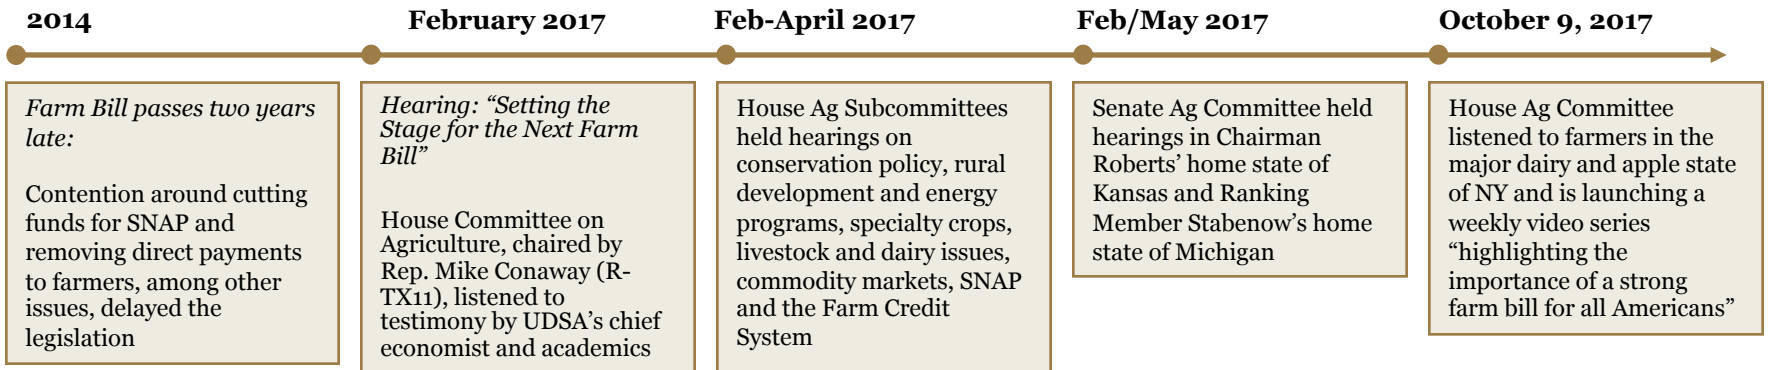 2014
February 2017
Feb-April 2017
Feb/May 2017
October 9, 2017
Farm Bill passes two years
late:
Contention around cutting
funds for SNAP and
removing direct payments
to farmers, among other
issues, delayed the
legislation
Hearing: “Setting the
Stage for the Next Farm
Bill”
House Committee on
Agriculture, chaired by
Rep. Mike Conaway (R-
TX11), listened to
testimony by UDSA’s chief
economist and academics
House Ag Subcommittees
held hearings on
conservation policy, rural
development and energy
programs, specialty crops,
livestock and dairy issues,
commodity markets, SNAP
and the Farm Credit
System
Senate Ag Committee held
hearings in Chairman
Roberts’ home state of
Kansas and Ranking
Member Stabenow’s home
state of Michigan
House Ag Committee
listened to farmers in the
major dairy and apple state
of NY and is launching a
weekly video series
“highlighting the
importance of a strong
farm bill for all Americans”